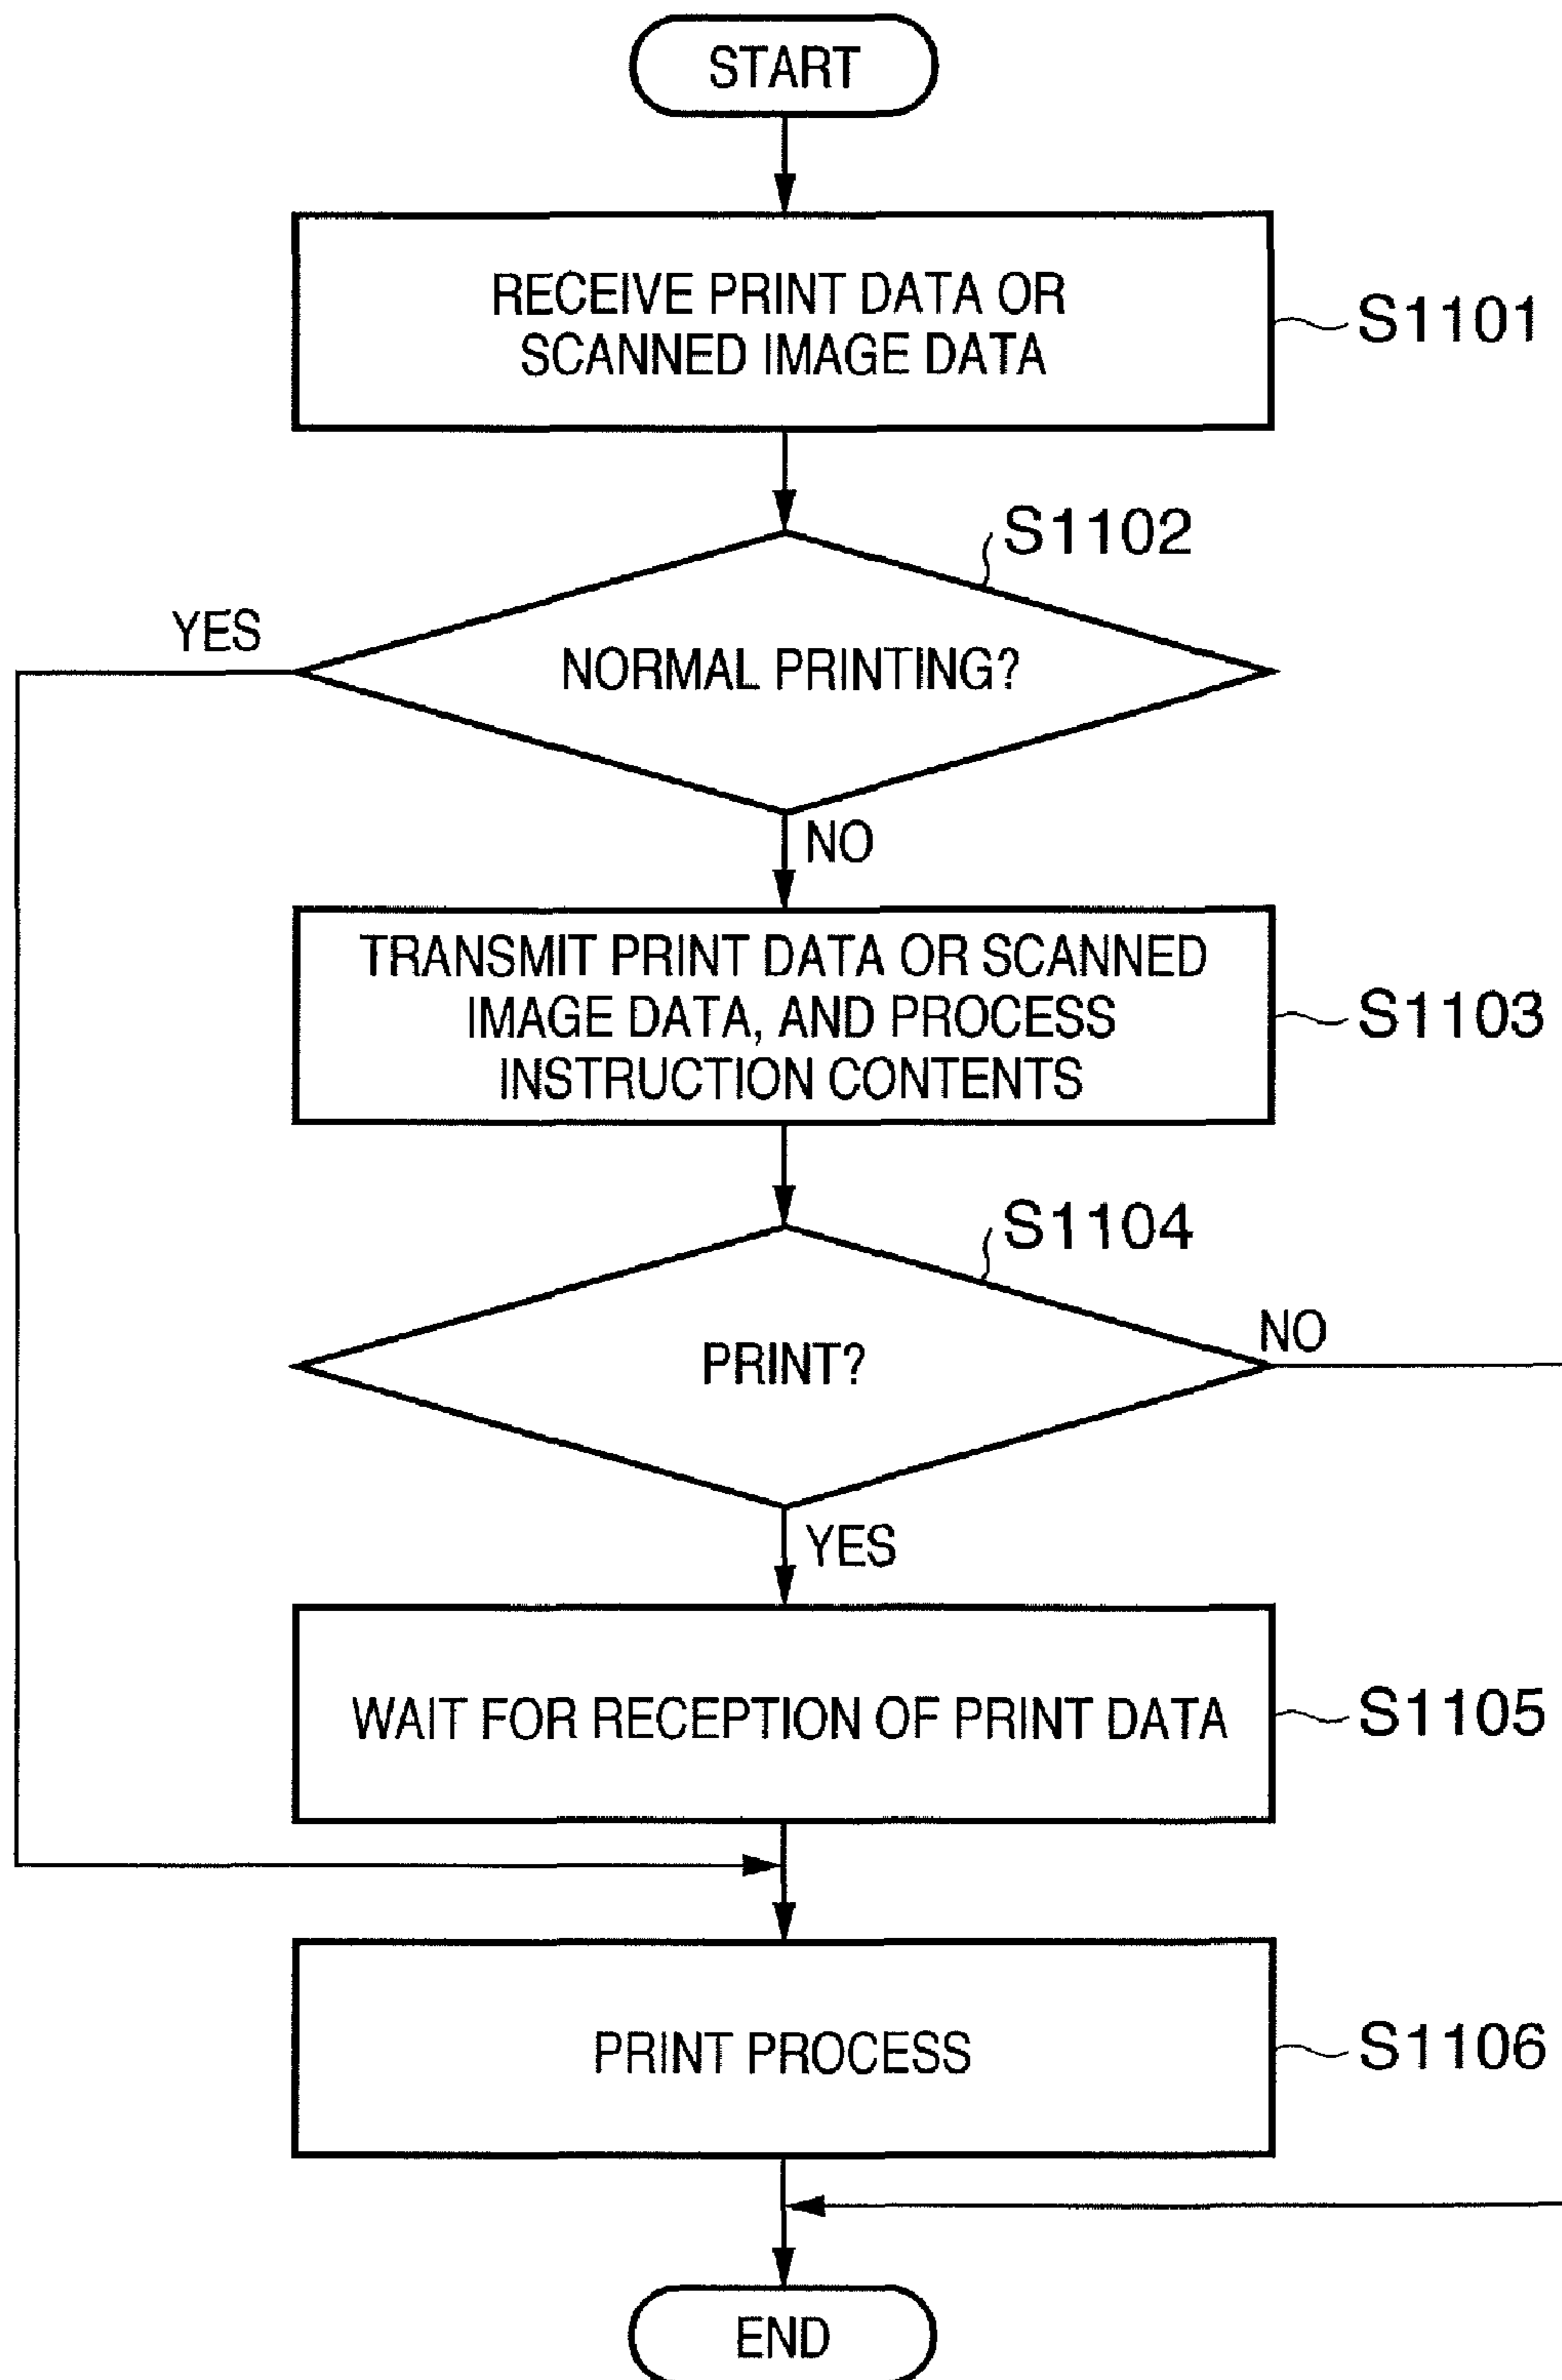 START
RECEIVE PRINT DATA OR
SCANNED IMAGE DATA
S1101
S1102
YES
NORMAL PRINTING?
NO
TRANSMIT PRINT DATA OR SCANNED
IMAGE DATA, AND PROCESS
INSTRUCTION CONTENTS
S1103
S1104
NO
PRINT?
YES
WAIT FOR RECEPTION OF PRINT DATA
S1105
PRINT PROCESS
S1106
END